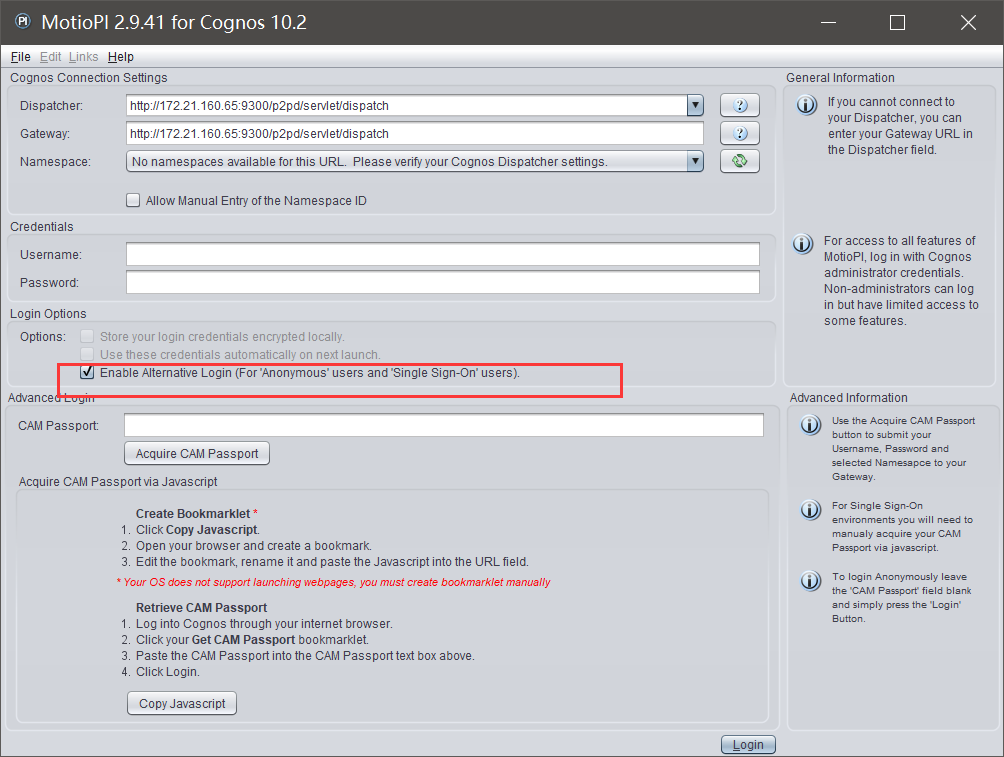 PI MotioPI 2.9.41 for Cognos 10.2
File Edit Links Help
Cognos Connection Settings
Dispatcher: http://172.21.160.65:9300/p2pd/servlet/dispatch
Gateway: http://172.21.160.65:9300/p2pd/servlet/dispatch
Namespace: No namespaces available for this URL. Please verify your Cognos Dispatcher settings.
Allow Manual Entry of the Namespace ID
Credentials
Username:
Password:
Login Options
Options: Store your login credentials encrypted locally.
Use these credentials automatically on next launch.
Enable Alternative Login (For 'Anonymous' users and 'Single Sign-On' users).
Advanced Login
CAM Passport:
Acquire CAM Passport
Acquire CAM Passport via Javascript
Create Bookmarklet *
1. Click Copy Javascript.
2. Open your browser and create a bookmark.
3. Edit the bookmark, rename it and paste the Javascript into the URL field.
* Your OS does not support launching webpages, you must create bookmarklet manually
Retrieve CAM Passport
1. Log into Cognos through your internet browser.
2. Click your Get CAM Passport bookmarklet.
3. Paste the CAM Passport into the CAM Passport text box above.
4. Click Login.
Copy Javascript
Login
General Information
If you cannot connect to
your Dispatcher, you can
enter your Gateway URL in
the Dispatcher field.
For access to all features of
MotioPI, log in with Cognos
administrator credentials.
Non-administrators can log
in but have limited access to
some features.
Advanced Information
Use the Acquire CAM Passport
button to submit your
Username, Password and
selected Namesapce to your
Gateway.
For Single Sign-On
environments you will need to
manualy acquire your CAM
Passport via javascript.
To login Anonymously leave
the 'CAM Passport' field blank
and simply press the 'Login'
Button.